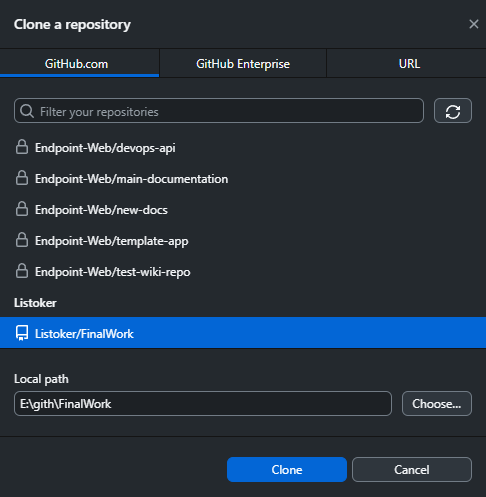 Clone a repository
GitHub.com
GitHub Enterprise
URL
Filter your repositories
Endpoint-Web/devops-api
Endpoint-Web/main-documentation
Endpoint-Web/new-docs
Endpoint-Web/template-app
Endpoint-Web/test-wiki-repo
Listoker
Listoker/FinalWork
Local path
E:\gith\FinalWork
Choose...
Clone
Cancel